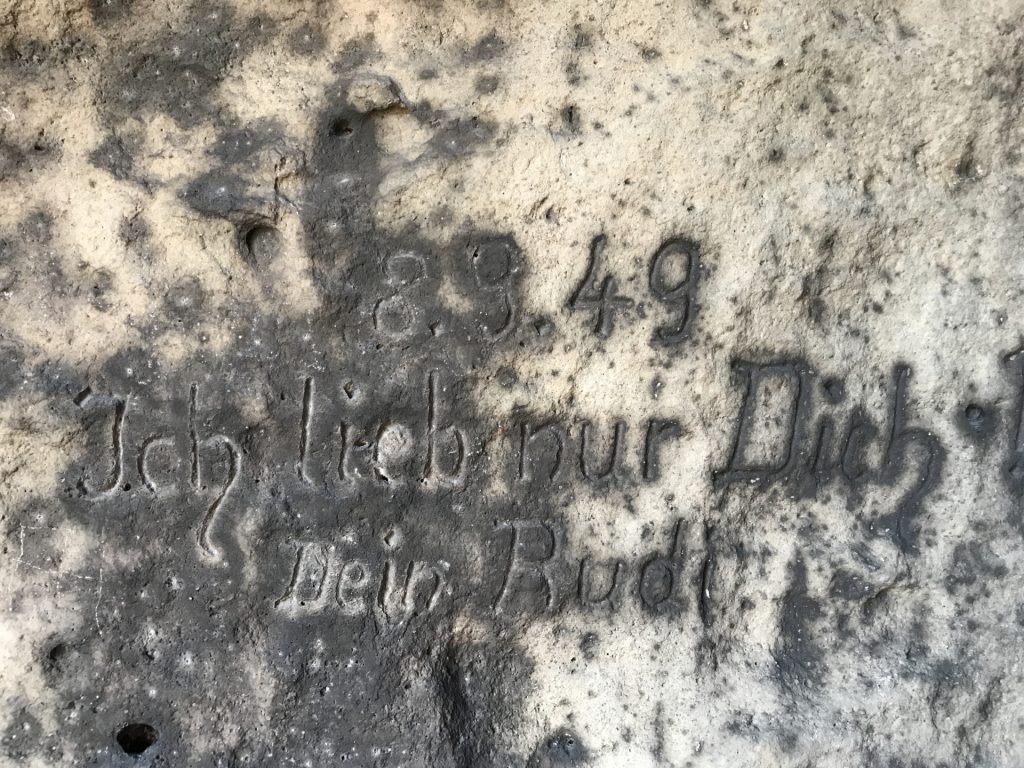 8.9.49
Ich lieb nur Dich
Dein Rudi